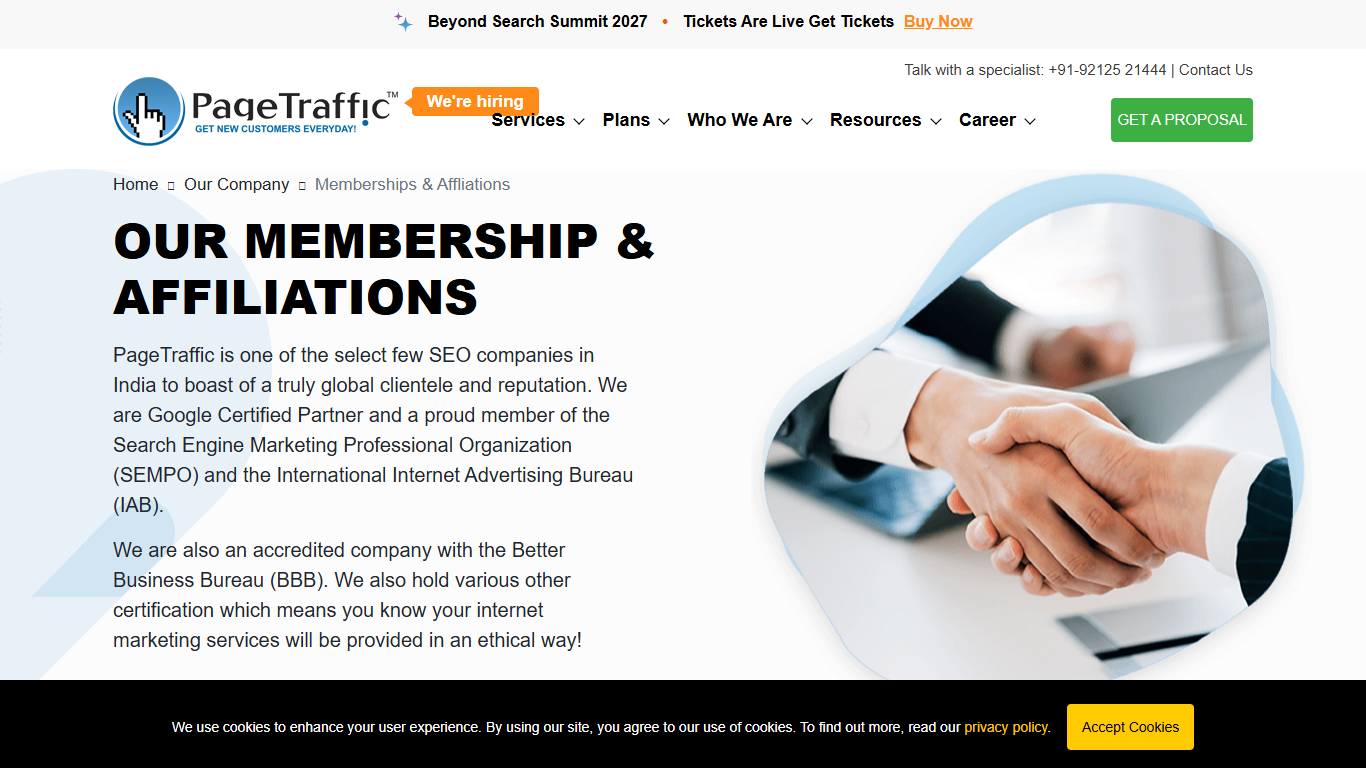 Beyond Search Summit 2027 • Tickets Are Live Get Tickets Buy Now
Talk with a specialist: +91-92125 21444 | Contact Us
PageTraffic™
GET NEW CUSTOMERS EVERYDAY!
We're hiring
Services Plans Who We Are Resources Career
GET A PROPOSAL
Home Our Company Memberships & Affliations
OUR MEMBERSHIP &
AFFILIATIONS
PageTraffic is one of the select few SEO companies in
India to boast of a truly global clientele and reputation. We
are Google Certified Partner and a proud member of the
Search Engine Marketing Professional Organization
(SEMPO) and the International Internet Advertising Bureau
(IAB).
We are also an accredited company with the Better
Business Bureau (BBB). We also hold various other
certification which means you know your internet
marketing services will be provided in an ethical way!
We use cookies to enhance your user experience. By using our site, you agree to our use of cookies. To find out more, read our privacy policy.
Accept Cookies